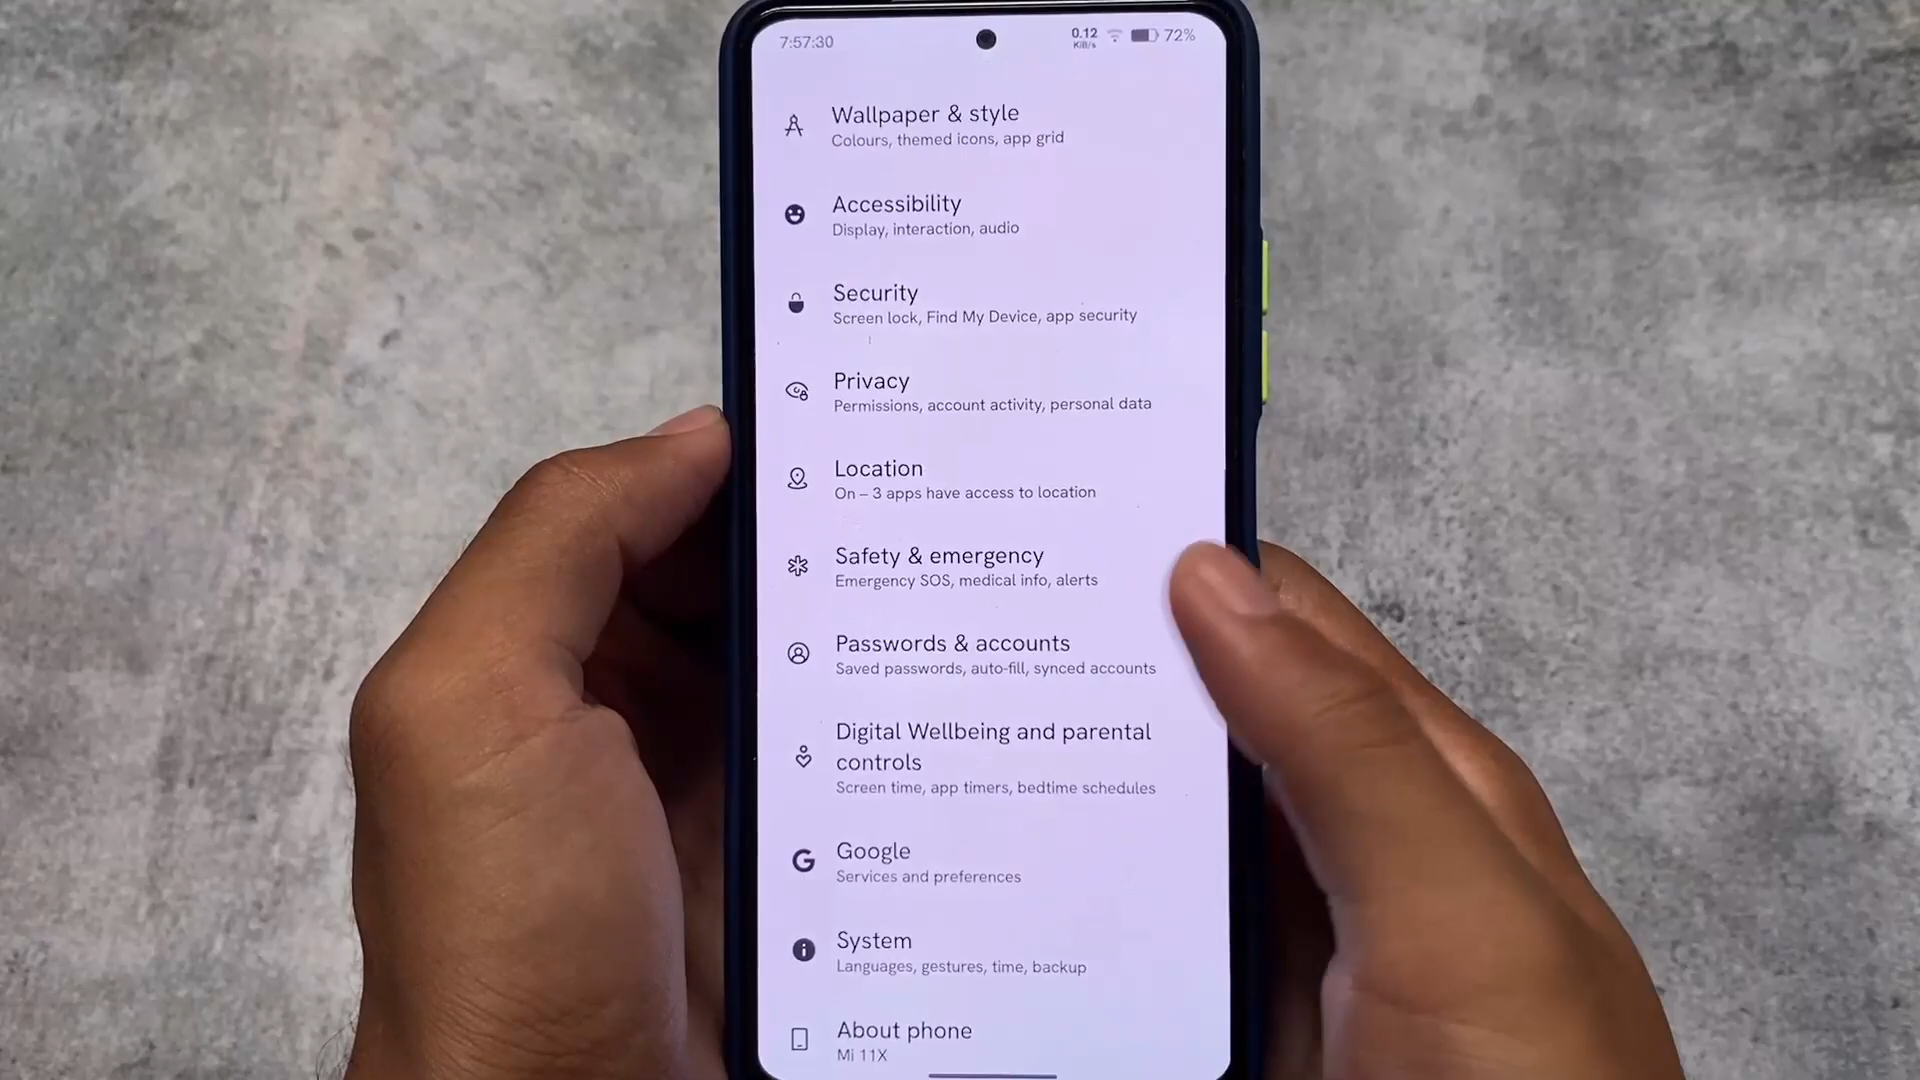 7:57:30
0.12
KiB/s
72%
Wallpaper & style
Colours, themed icons, app grid
Accessibility
Display, interaction, audio
Security
Screen lock, Find My Device, app security
Privacy
Permissions, account activity, personal data
Location
On – 3 apps have access to location
Safety & emergency
Emergency SOS, medical info, alerts
Passwords & accounts
Saved passwords, auto-fill, synced accounts
Digital Wellbeing and parental
controls
Screen time, app timers, bedtime schedules
Google
Services and preferences
System
Languages, gestures, time, backup
About phone
Mi 11X